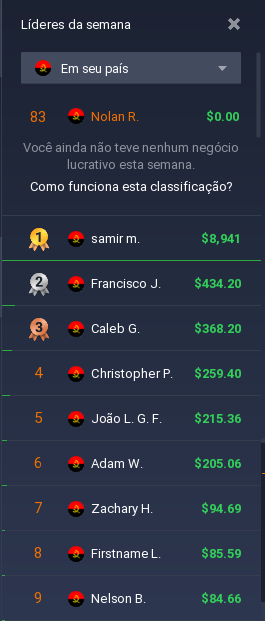 Líderes da semana
Em seu país
83 Nolan R. $0.00
Você ainda não teve nenhum negócio
lucrativo esta semana.
Como funciona esta classificação?
1 samir m. $8,941
2 Francisco J. $434.20
3 Caleb G. $368.20
4 Christopher P. $259.40
5 João L. G. F. $215.36
6 Adam W. $205.06
7 Zachary H. $94.69
8 Firstname L. $85.59
9 Nelson B. $84.66